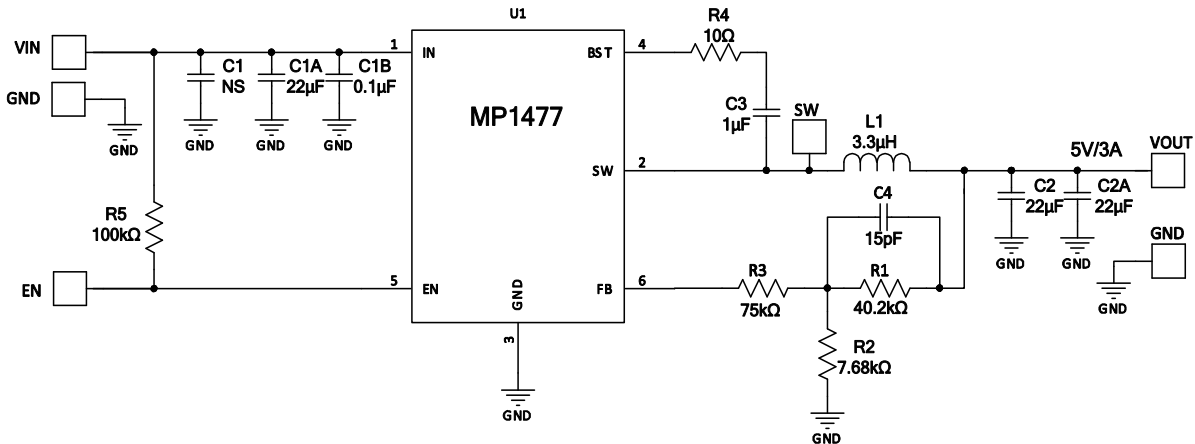 U1
VIN
GND
GND
C1
NS
GND
C1A
22µF
GND
C1B
0.1µF
GND
R5
100kΩ
EN
1
IN
5
EN
MP1477
BST
4
SW
2
FB
6
GND
3
GND
R4
10Ω
C3
1µF
SW
L1
3.3µH
C4
15pF
R3
75kΩ
R1
40.2kΩ
R2
7.68kΩ
GND
5V/3A
VOUT
C2
22µF
GND
C2A
22µF
GND
GND
GND